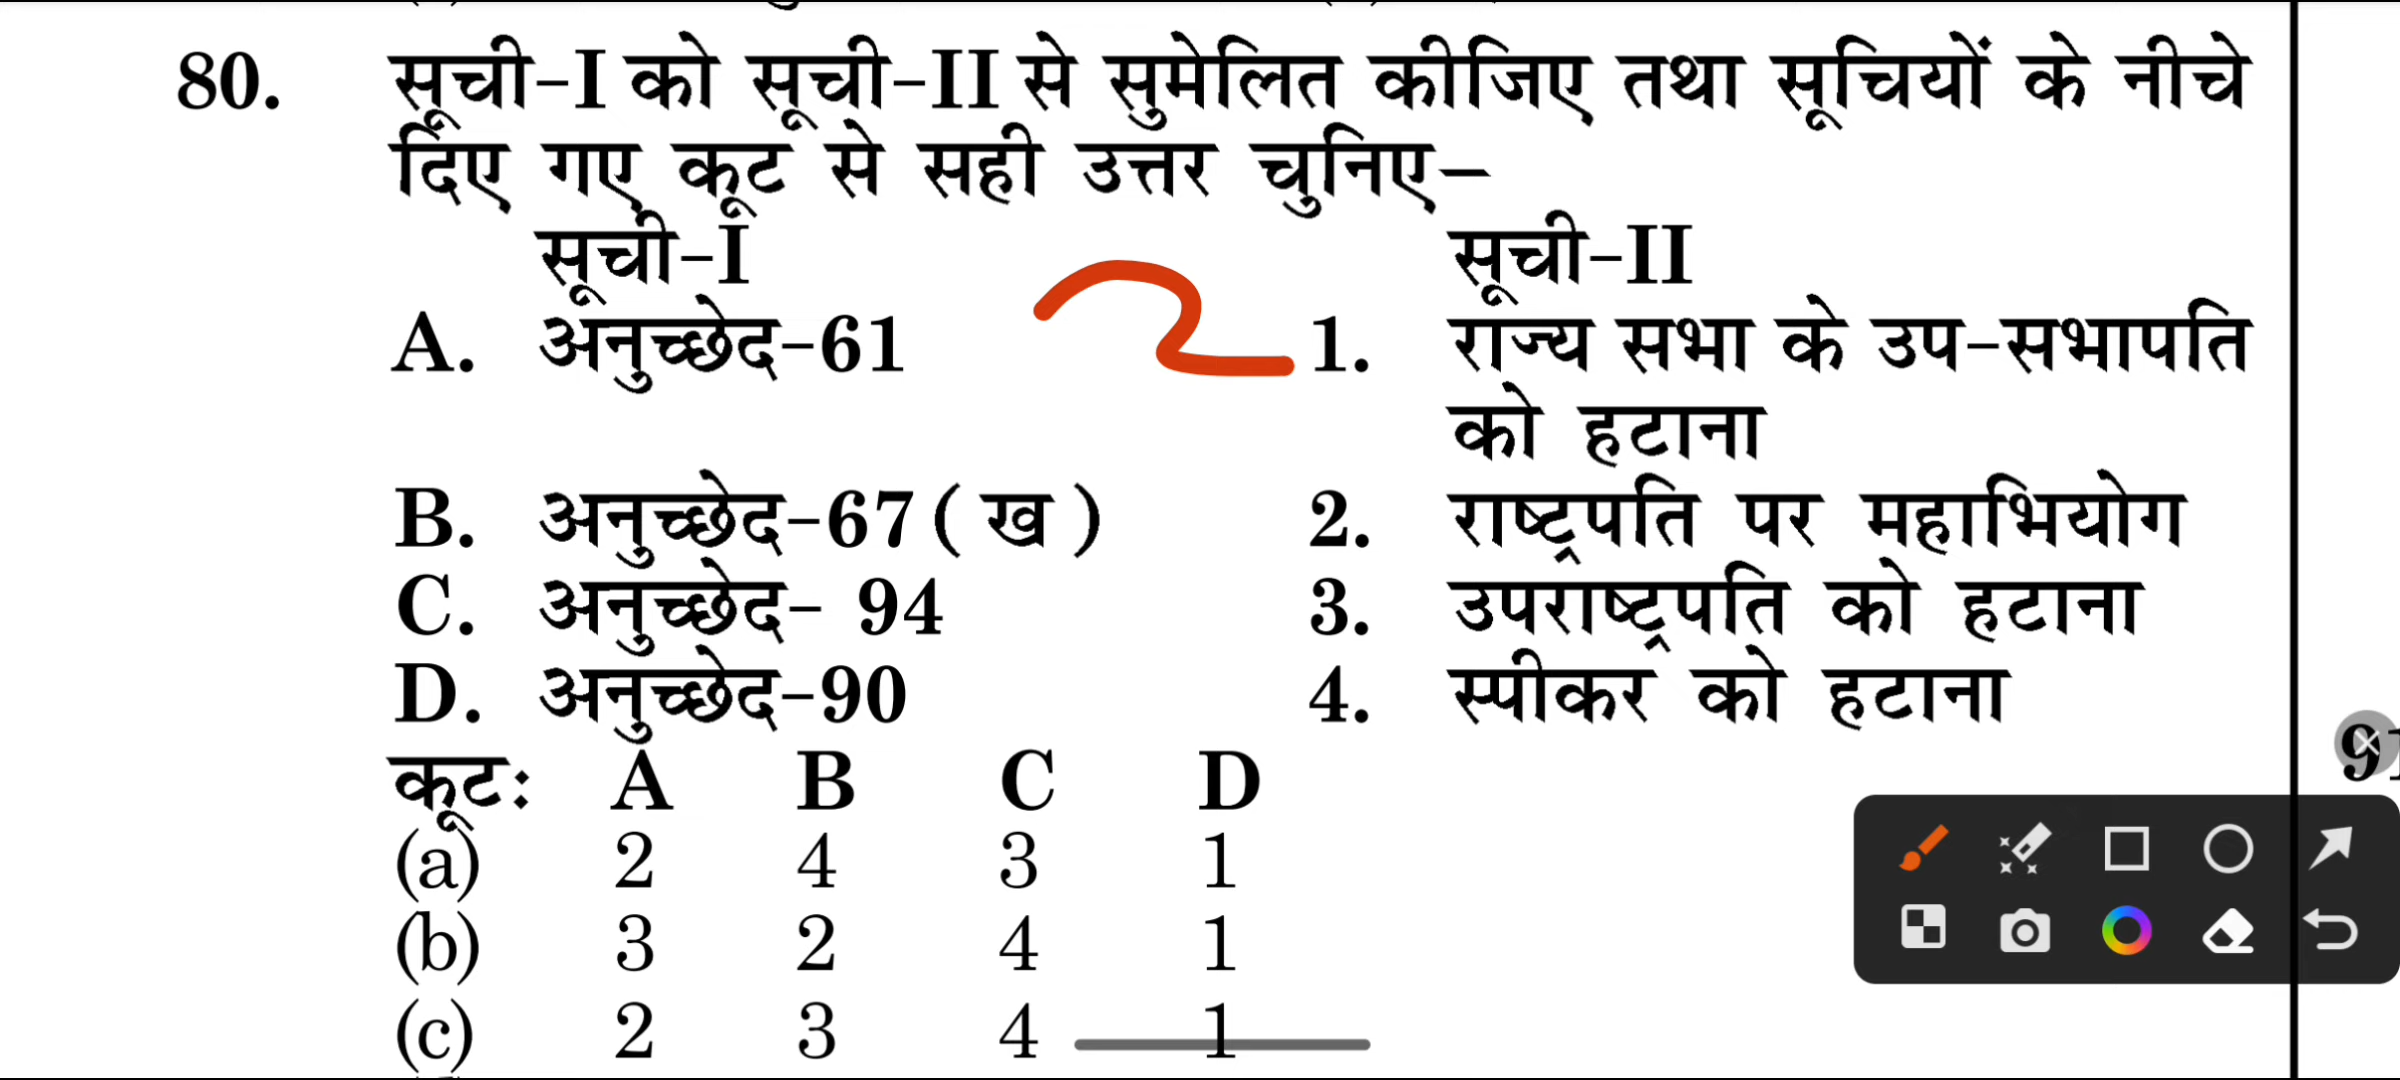 80. सूची-I को सूची-II से सुमेलित कीजिए तथा सूचियों के नीचे
दिए गए कूट से सही उत्तर चुनिए–
सूची-I सूची-II
A. अनुच्छेद-61 2 1. राज्य सभा के उप-सभापति
को हटाना
B. अनुच्छेद-67( ख ) 2. राष्ट्रपति पर महाभियोग
C. अनुच्छेद- 94 3. उपराष्ट्रपति को हटाना
D. अनुच्छेद-90 4. स्पीकर को हटाना
कूटः A B C D
(a) 2 4 3 1
(b) 3 2 4 1
(c) 2 3 4 1